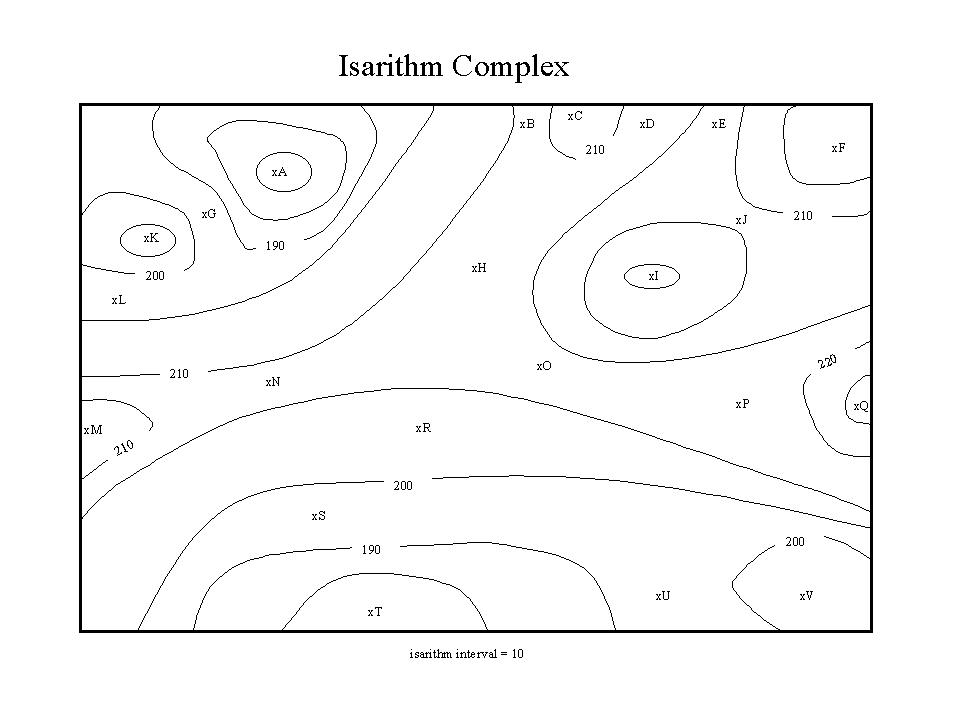 Isarithm Complex
xB
xC
xD
xE
210
xF
xA
xG
190
xJ
210
xK
200
xH
xI
xL
210
xN
xO
220
xP
xQ
xM
210
xR
200
xS
190
200
xT
xU
xV
isarithm interval = 10